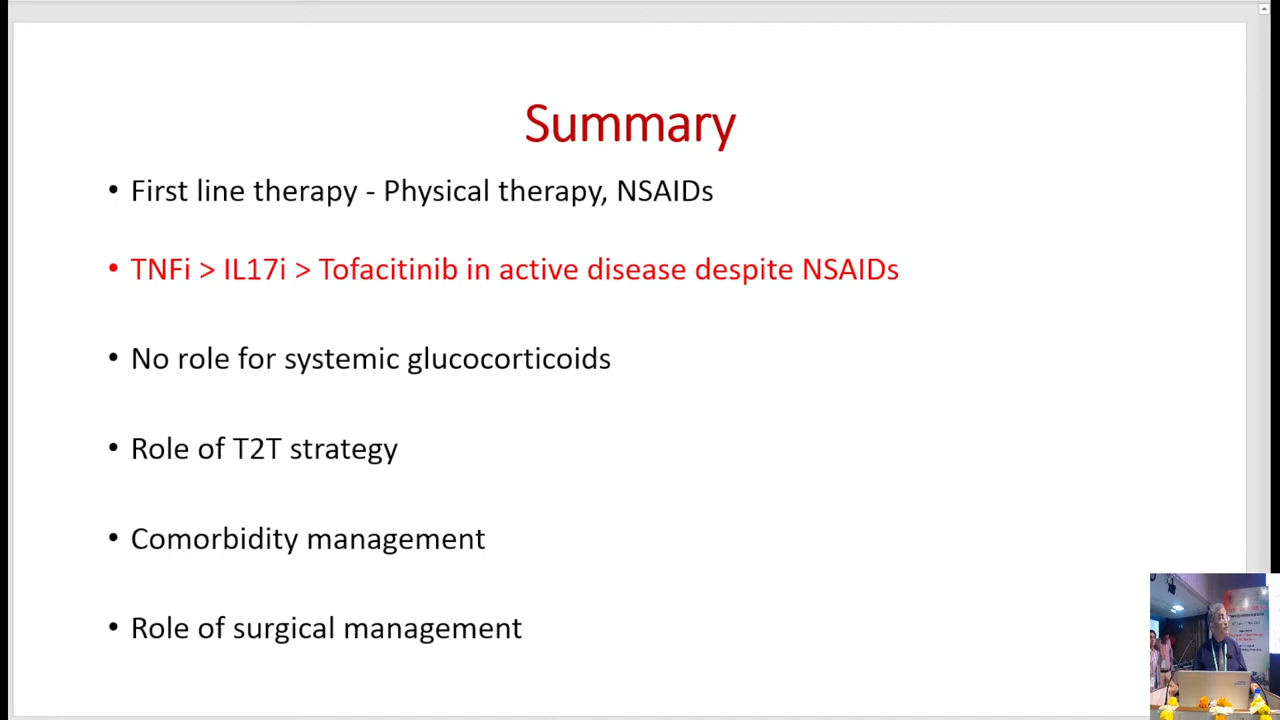 Summary
• First line therapy - Physical therapy, NSAIDs
• TNFi > IL17i > Tofacitinib in active disease despite NSAIDs
• No role for systemic glucocorticoids
• Role of T2T strategy
• Comorbidity management
• Role of surgical management